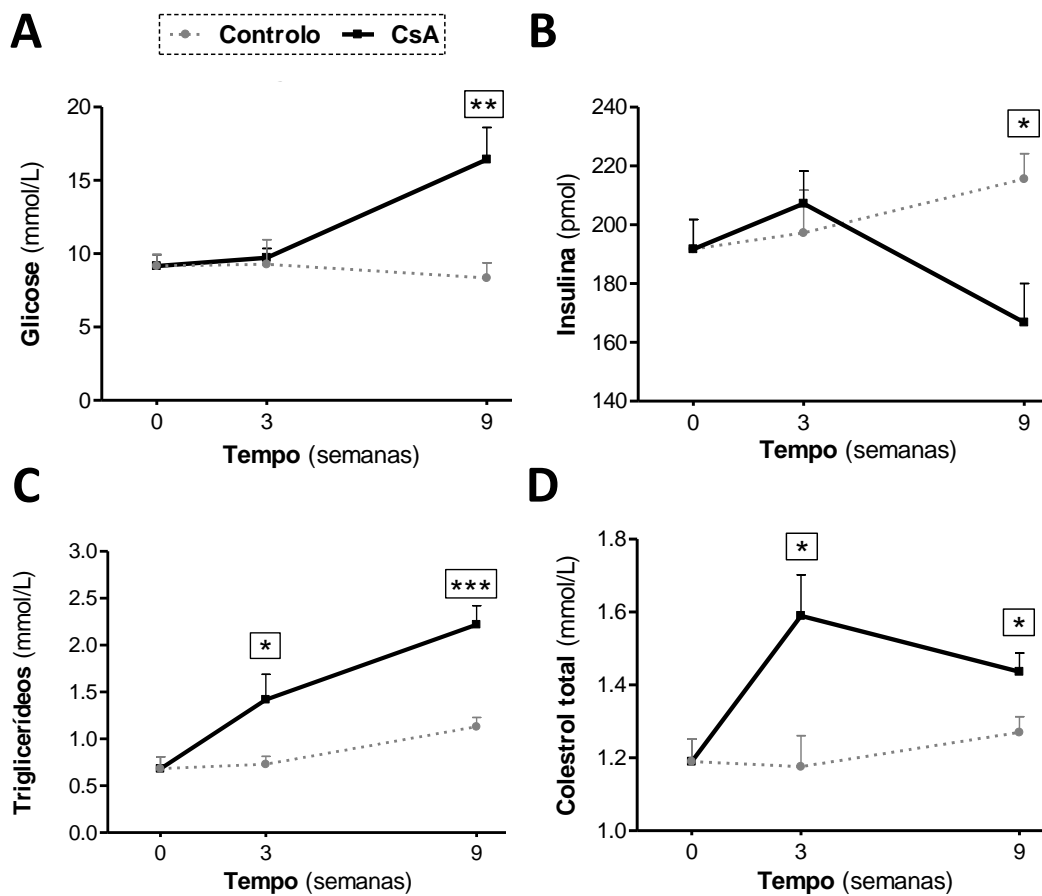 A
Controlo CsA
B
**
*
20
15
10
5
0
Glicose (mmol/L)
0 3 9
Tempo (semanas)
240
220
200
180
160
140
Insulina (pmol)
0 3 9
Tempo (semanas)
C
D
*
***
3.0
2.5
2.0
1.5
1.0
0.5
0.0
Triglicerídeos (mmol/L)
0 3 9
Tempo (semanas)
*
*
1.8
1.6
1.4
1.2
1.0
Colestrol total (mmol/L)
0 3 9
Tempo (semanas)